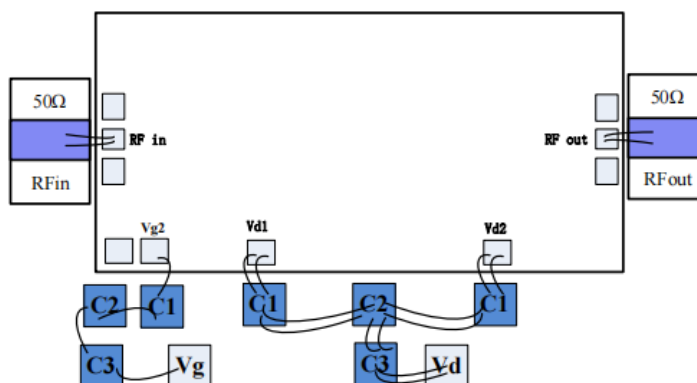 50Ω
50Ω
RF in
RF out
RFin
RFout
Vg2
Vd1
Vd2
C2
C1
C1
C2
C1
C3
Vg
C3
Vd